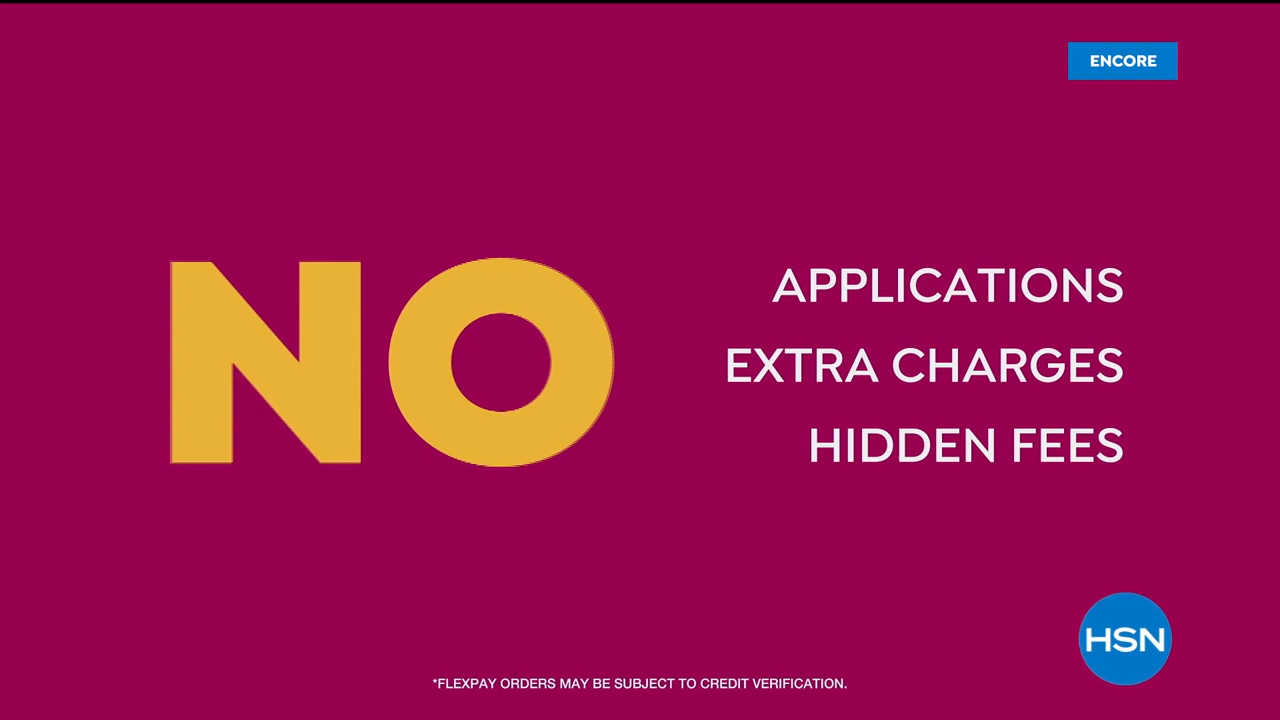 ENCORE
NO
APPLICATIONS
EXTRA CHARGES
HIDDEN FEES
HSN
*FLEXPAY ORDERS MAY BE SUBJECT TO CREDIT VERIFICATION.